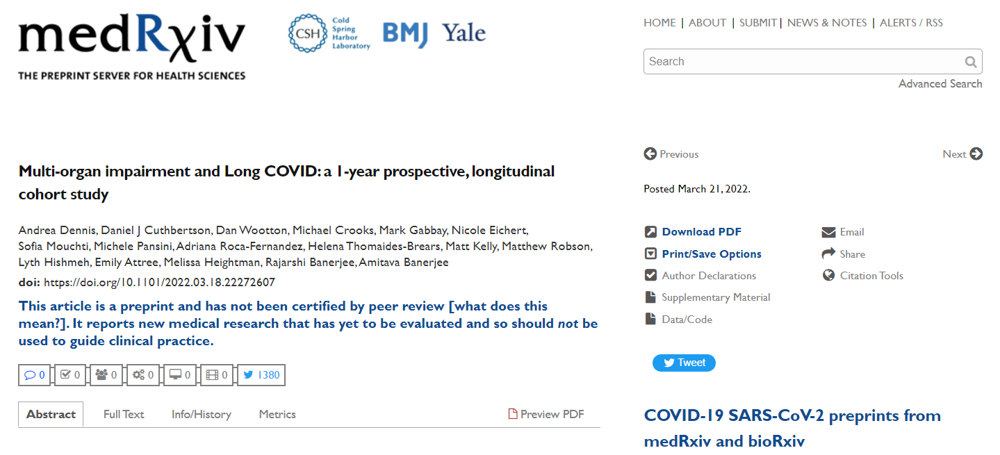 medRxiv
THE PREPRINT SERVER FOR HEALTH SCIENCES
CSH
Cold
Spring
Harbor
Laboratory
BMJ
Yale
HOME | ABOUT | SUBMIT | NEWS & NOTES | ALERTS / RSS
Search
Advanced Search
Multi-organ impairment and Long COVID: a 1-year prospective, longitudinal
cohort study
Andrea Dennis, Daniel J Cuthbertson, Dan Wootton, Michael Crooks, Mark Gabbay, Nicole Eichert,
Sofia Mouchti, Michele Pansini, Adriana Roca-Fernandez, Helena Thomaides-Brears, Matt Kelly, Matthew Robson,
Lyth Hishmeh, Emily Attree, Melissa Heightman, Rajarshi Banerjee, Amitava Banerjee
doi: https://doi.org/10.1101/2022.03.18.22272607
This article is a preprint and has not been certified by peer review [what does this
mean?]. It reports new medical research that has yet to be evaluated and so should not be
used to guide clinical practice.
0 0 0 0 0 0 1380
Abstract Full Text Info/History Metrics Preview PDF
Previous Next
Posted March 21, 2022.
Download PDF Email
Print/Save Options Share
Author Declarations Citation Tools
Supplementary Material
Data/Code
Tweet
COVID-19 SARS-CoV-2 preprints from
medRxiv and bioRxiv